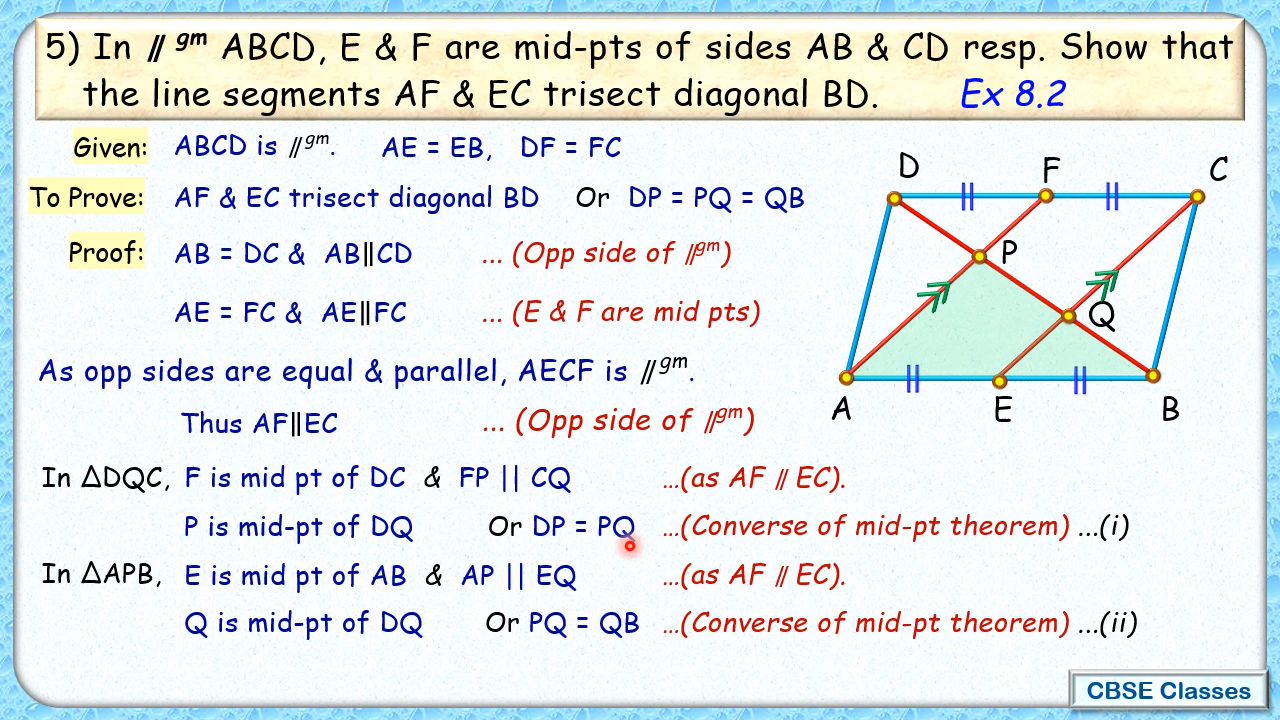 5) In ∥ᵍᵐ ABCD, E & F are mid-pts of sides AB & CD resp. Show that
the line segments AF & EC trisect diagonal BD. Ex 8.2
Given: ABCD is ∥ᵍᵐ. AE = EB, DF = FC
To Prove: AF & EC trisect diagonal BD Or DP = PQ = QB
Proof: AB = DC & AB∥CD ... (Opp side of ∥ᵍᵐ)
AE = FC & AE∥FC ... (E & F are mid pts)
As opp sides are equal & parallel, AECF is ∥ᵍᵐ.
Thus AF∥EC ... (Opp side of ∥ᵍᵐ)
In ΔDQC, F is mid pt of DC & FP || CQ ...(as AF ∥ EC).
P is mid-pt of DQ Or DP = PQ ...(Converse of mid-pt theorem) ...(i)
In ΔAPB, E is mid pt of AB & AP || EQ ...(as AF ∥ EC).
Q is mid-pt of DQ Or PQ = QB ...(Converse of mid-pt theorem) ...(ii)
D F C
P
Q
A E B
CBSE Classes